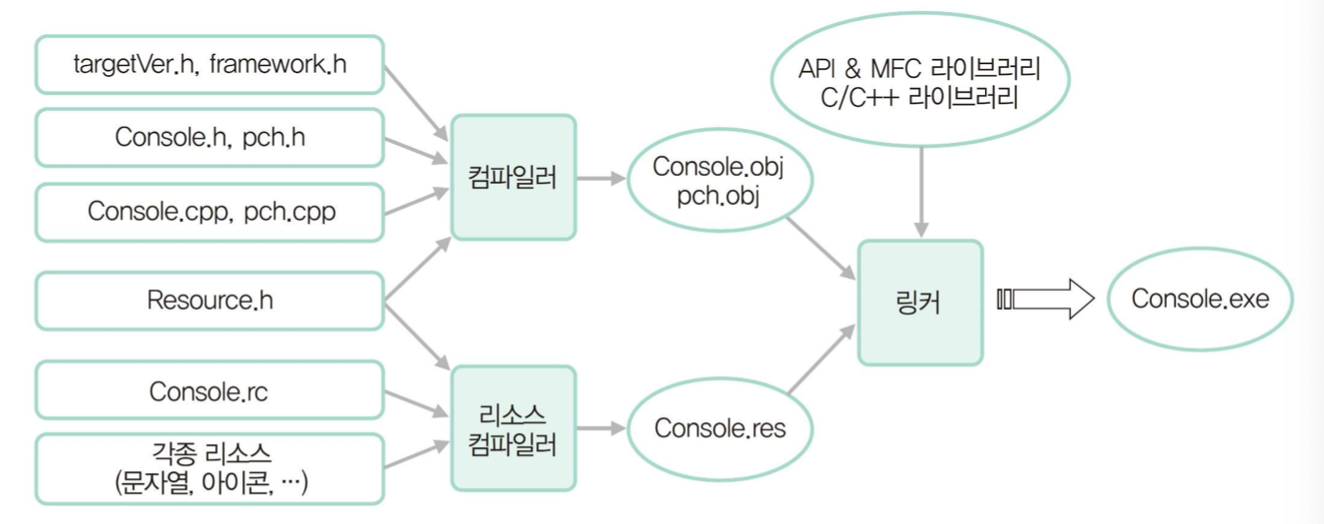 targetVer.h, framework.h
Console.h, pch.h
Console.cpp, pch.cpp
Resource.h
Console.rc
각종 리소스
(문자열, 아이콘, …)
컴파일러
리소스
컴파일러
Console.obj
pch.obj
Console.res
API & MFC 라이브러리
C/C++ 라이브러리
링커
Console.exe